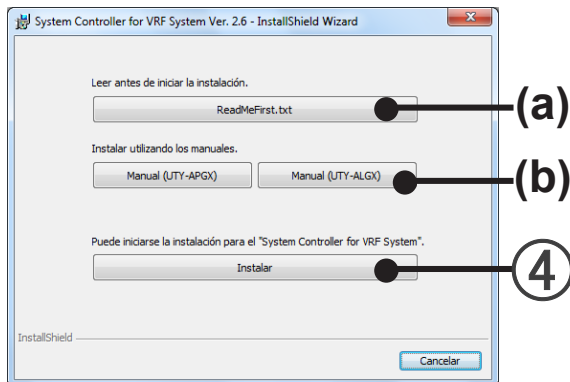 System Controller for VRF System Ver. 2.6 - InstallShield Wizard
Leer antes de iniciar la instalación.
ReadMeFirst.txt
(a)
Instalar utilizando los manuales.
Manual (UTY-APGX) Manual (UTY-ALGX)
(b)
Puede iniciarse la instalación para el "System Controller for VRF System".
Instalar
④
InstallShield
Cancelar